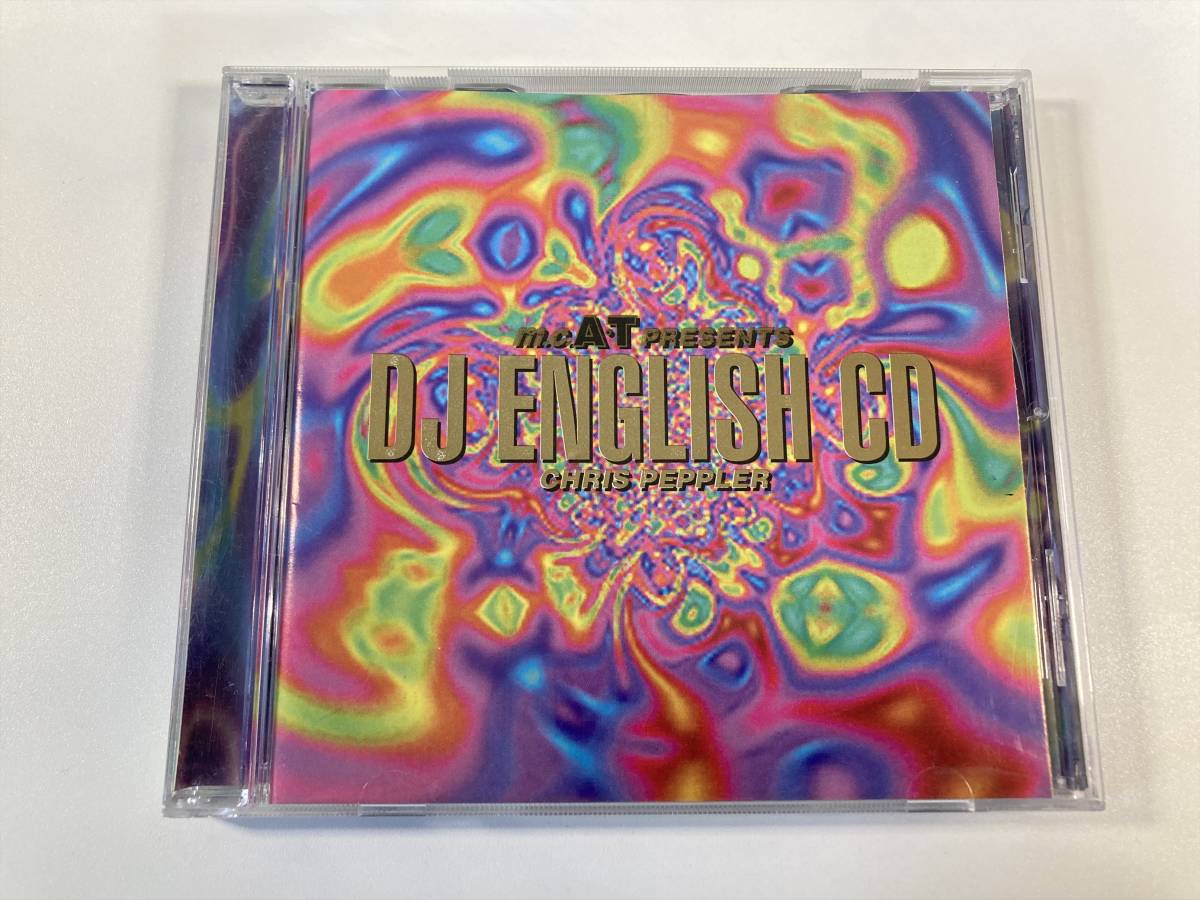 m.c.A·T PRESENTS
DJ ENGLISH CD
CHRIS PEPPLER